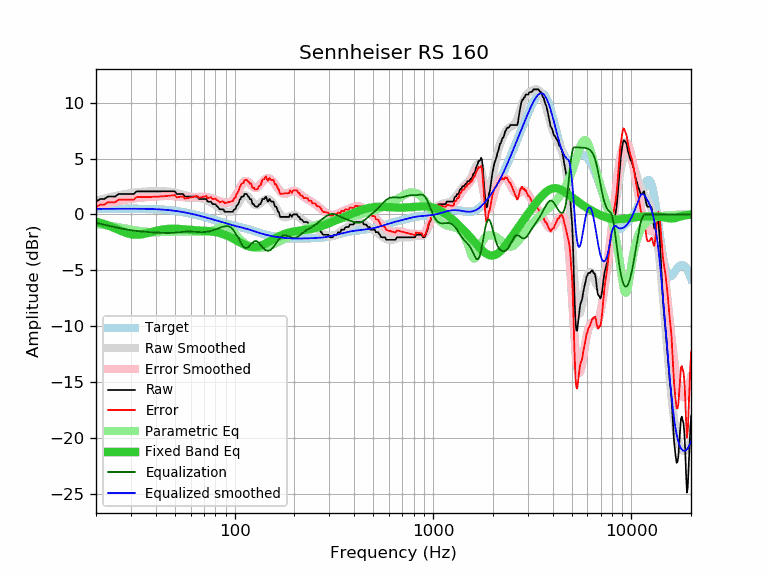 Sennheiser RS 160
Amplitude (dBr)
10
5
0
−5
−10
−15
−20
−25
Target
Raw Smoothed
Error Smoothed
Raw
Error
Parametric Eq
Fixed Band Eq
Equalization
Equalized smoothed
100
1000
10000
Frequency (Hz)